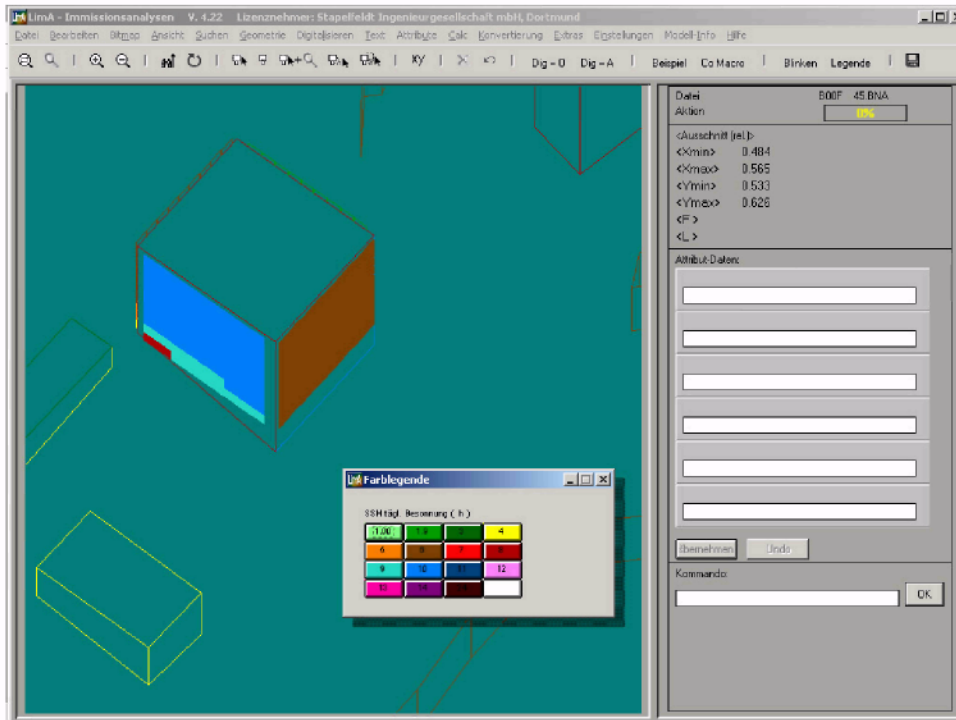 LimA - Immissionsanalysen V. 4.22 Lizenznehmer: Stapelfeldt Ingenieurgesellschaft mbH, Dortmund
Datei Bearbeiten Bitmap Ansicht Suchen Geometrie Digitalisieren Text Attribute Calc Konvertierung Extras Einstellungen Modell-Info Hilfe
XY Dig - O Dig - A Beispiel Co Macro Blinken Legende
Datei B00F 45.BNA
Aktion 0%
<Ausschnitt (rel.)>
<Xmin> 0.484
<Xmax> 0.565
<Ymin> 0.533
<Ymax> 0.626
<F >
<L >
Attribut-Daten:
Übernehmen Undo
Kommando:
OK
Farblegende
SSH tägl. Besonnung ( h )
4
6
9 10 11 12
13 14